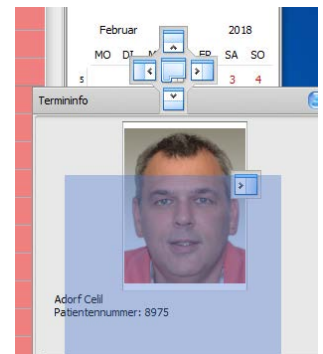 Februar 2018
MO DI FR SA SO
5 3 4
Termininfo
Adorf Celil
Patientennummer: 8975